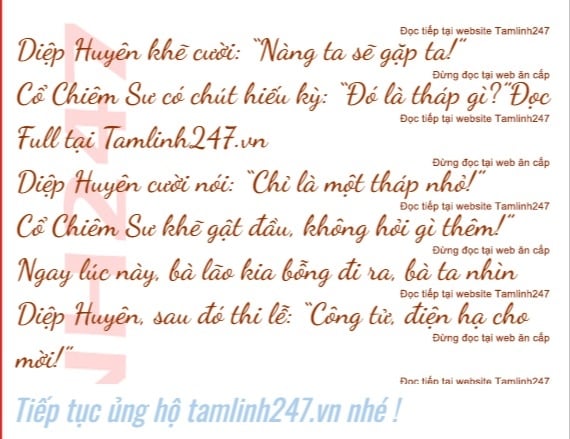 Đọc tiếp tại website Tamlinh247
Diệp Huyên khẽ cười: “Nàng ta sẽ gặp ta!”
Đừng đọc tại web ăn cắp
Cổ Chiêm Sư có chút hiếu kỳ: “Đó là tháp gì?”Đọc
Đọc tiếp tại website Tamlinh247
Full tại Tamlinh247.vn
Đừng đọc tại web ăn cắp
Diệp Huyên cười nói: “Chỉ là một tháp nhỏ!”
Đọc tiếp tại website Tamlinh247
Cổ Chiêm Sư khẽ gật đầu, không hỏi gì thêm!”
Đừng đọc tại web ăn cắp
Ngay lúc này, bà lão kia bỗng đi ra, bà ta nhìn
Đọc tiếp tại website Tamlinh247
Diệp Huyên, sau đó thi lễ: “Công tử, điện hạ cho
Đừng đọc tại web ăn cắp
mời!”
Đọc tiếp tại website Tamlinh247
Tiếp tục ủng hộ tamlinh247.vn nhé !
NH247